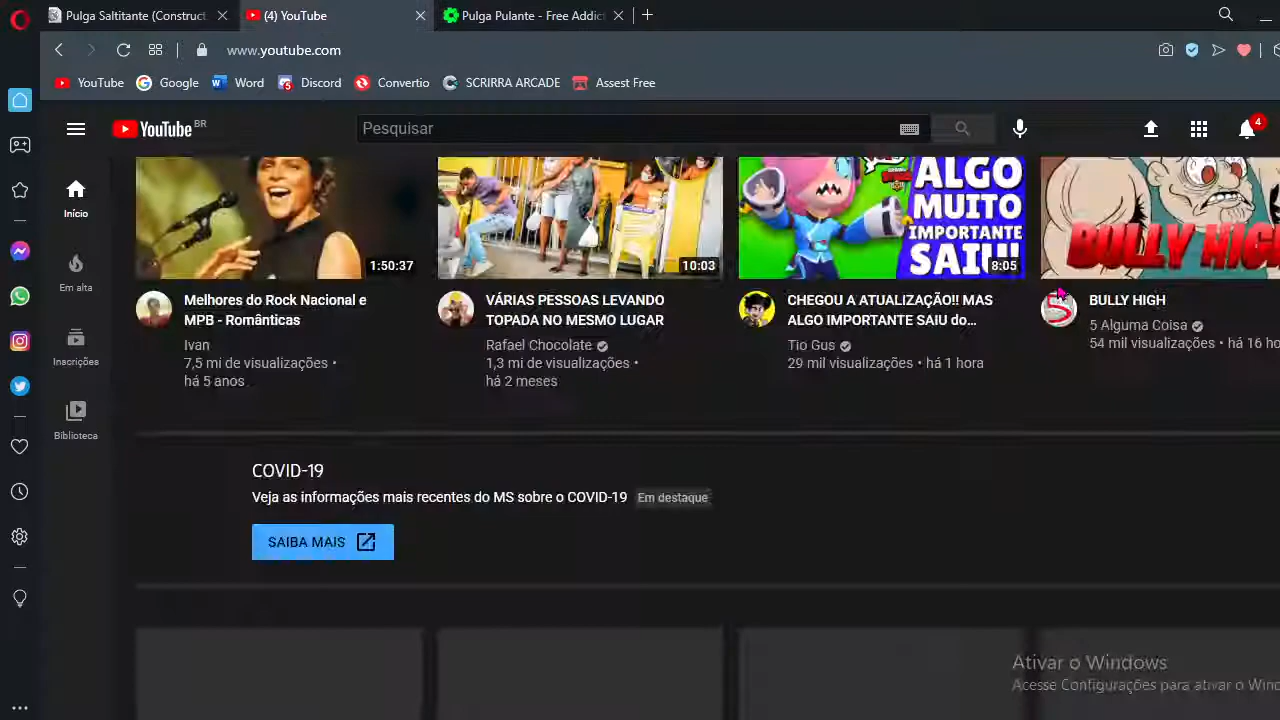 Pulga Saltitante (Construct
(4) YouTube
Pulga Pulante - Free Addic
www.youtube.com
YouTube
Google
Word
Discord
Convertio
SCRIRRA ARCADE
Assest Free
YouTube BR
Pesquisar
4
Início
Em alta
Inscrições
Biblioteca
1:50:37
10:03
ALGO
MUITO
IMPORTANTE
SAIU!!
8:05
BULLY HIG
Melhores do Rock Nacional e
MPB - Românticas
Ivan
7,5 mi de visualizações •
há 5 anos
VÁRIAS PESSOAS LEVANDO
TOPADA NO MESMO LUGAR
Rafael Chocolate
1,3 mi de visualizações •
há 2 meses
CHEGOU A ATUALIZAÇÃO!! MAS
ALGO IMPORTANTE SAIU do...
Tio Gus
29 mil visualizações • há 1 hora
BULLY HIGH
5 Alguma Coisa
54 mil visualizações • há 16 ho
COVID-19
Veja as informações mais recentes do MS sobre o COVID-19 Em destaque
SAIBA MAIS
Ativar o Windows
Acesse Configurações para ativar o Wind